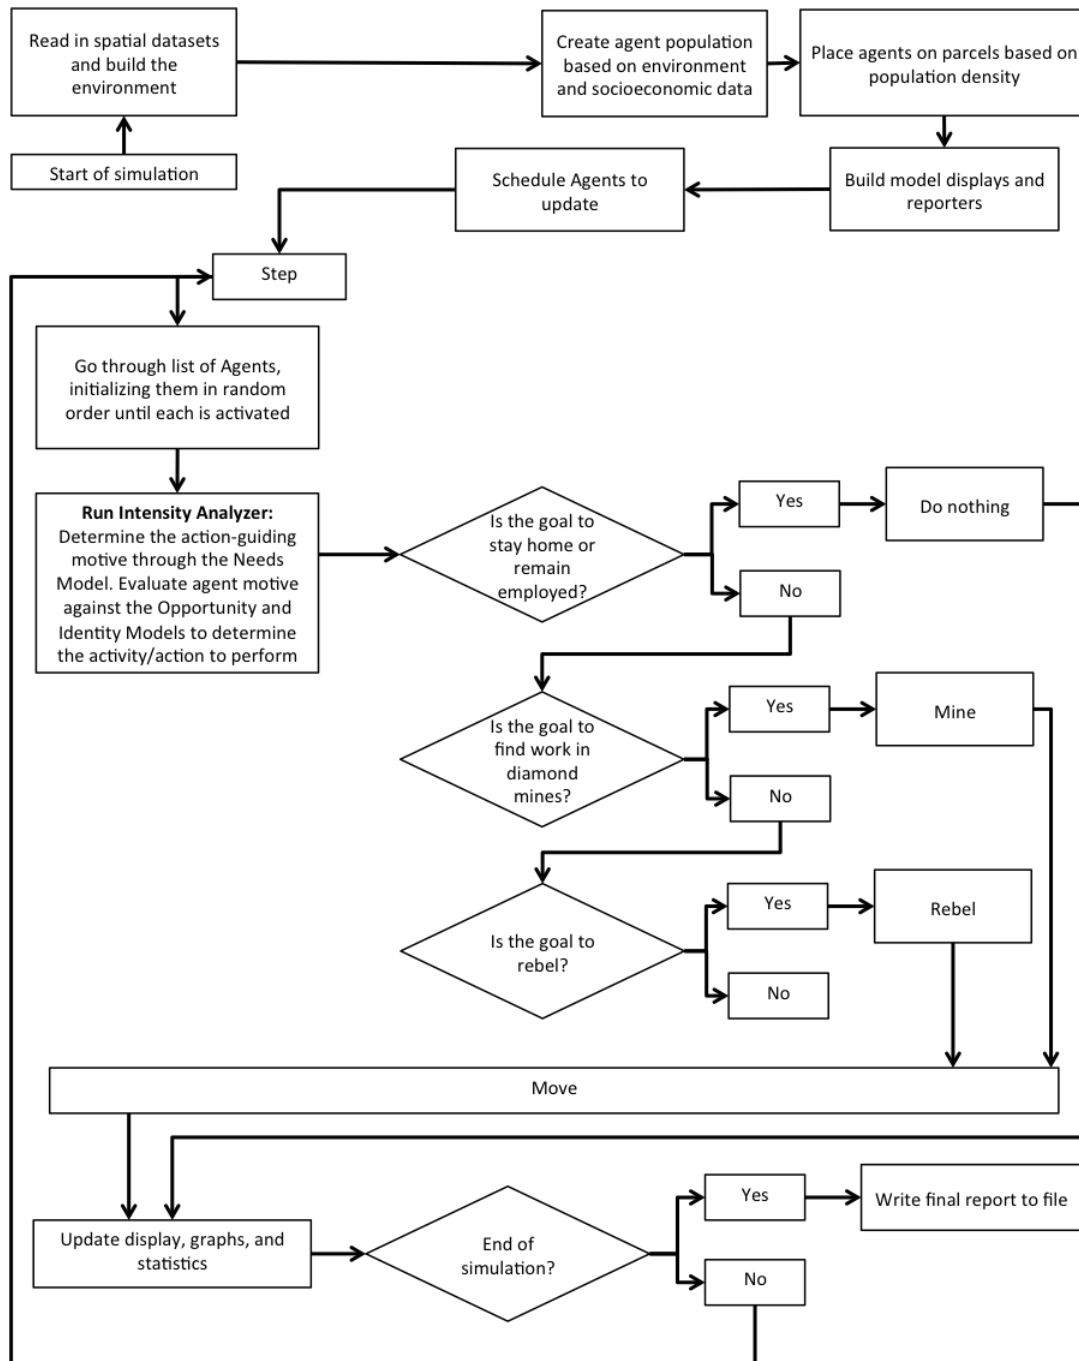 Read in spatial datasets
and build the
environment
Create agent population
based on environment
and socioeconomic data
Place agents on parcels based on
population density
Start of simulation
Schedule Agents to
update
Build model displays and
reporters
Step
Go through list of Agents,
initializing them in random
order until each is activated
Run Intensity Analyzer:
Determine the action-guiding
motive through the Needs
Model. Evaluate agent motive
against the Opportunity and
Identity Models to determine
the activity/action to perform
Is the goal to
stay home or
remain
employed?
Yes
Do nothing
No
Is the goal to
find work in
diamond
mines?
Yes
Mine
No
Is the goal to
rebel?
Yes
Rebel
No
Move
Update display, graphs, and
statistics
End of
simulation?
Yes
Write final report to file
No